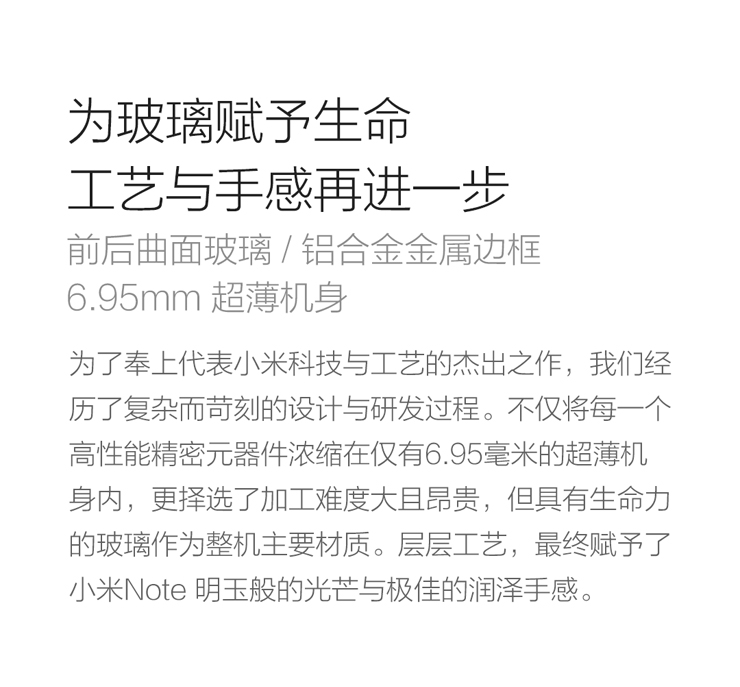 为玻璃赋予生命
工艺与手感再进一步
前后曲面玻璃 / 铝合金金属边框
6.95mm 超薄机身
为了奉上代表小米科技与工艺的杰出之作，我们经
历了复杂而苛刻的设计与研发过程。不仅将每一个
高性能精密元器件浓缩在仅有6.95毫米的超薄机
身内，更择选了加工难度大且昂贵，但具有生命力
的玻璃作为整机主要材质。层层工艺，最终赋予了
小米Note 明玉般的光芒与极佳的润泽手感。